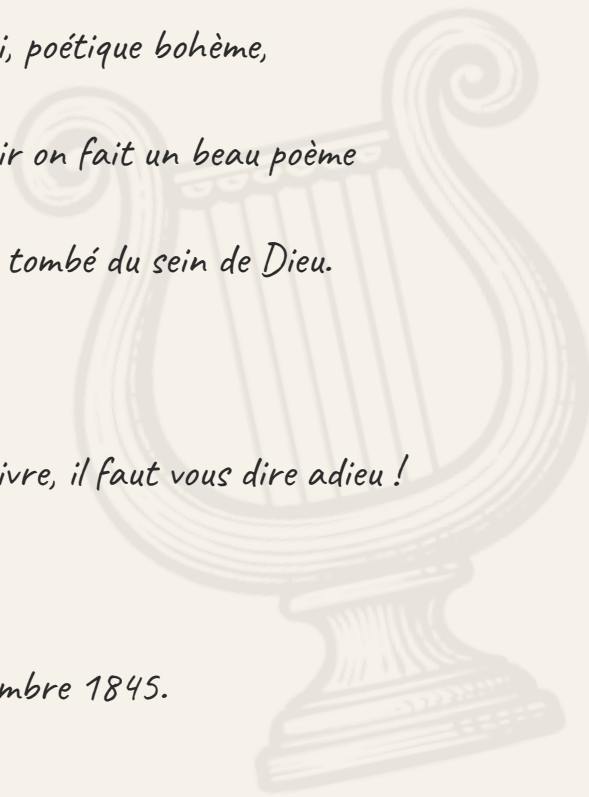 i, poétique bohème,
ir on fait un beau poème
tombé du sein de Dieu.
ivre, il faut vous dire adieu !
mbre 1845.